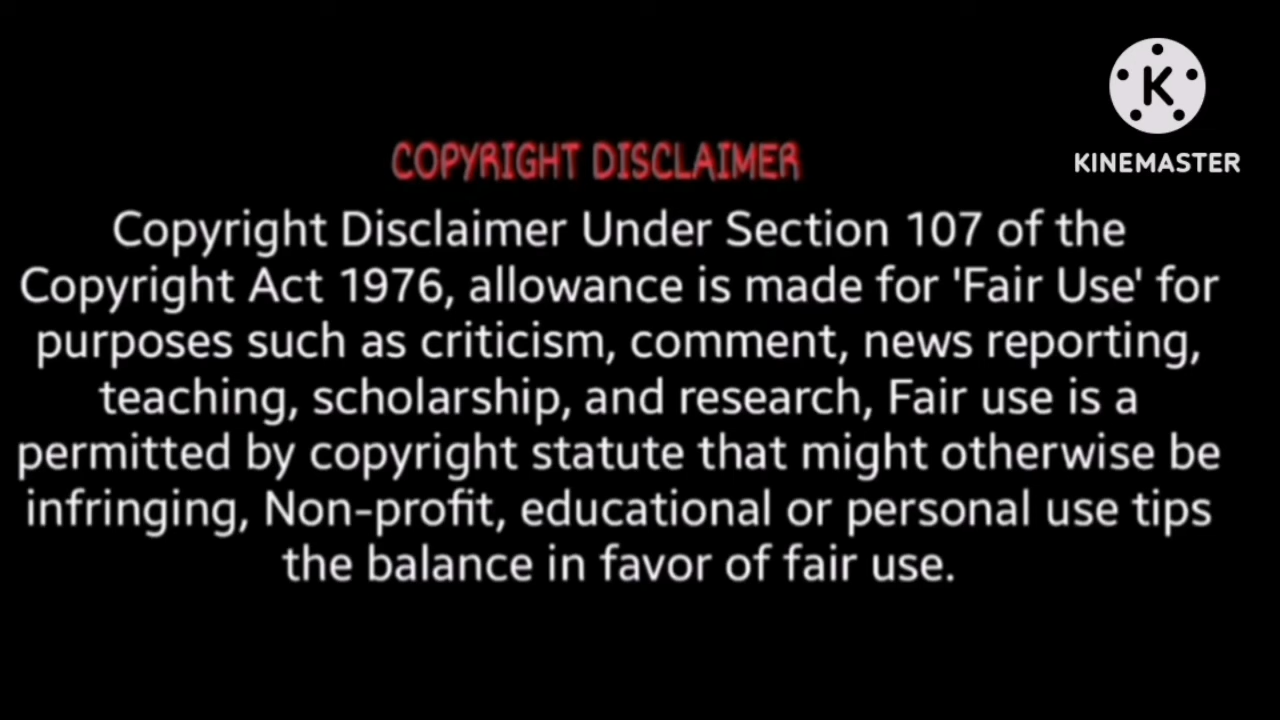 K
KINEMASTER
COPYRIGHT DISCLAIMER
Copyright Disclaimer Under Section 107 of the
Copyright Act 1976, allowance is made for 'Fair Use' for
purposes such as criticism, comment, news reporting,
teaching, scholarship, and research, Fair use is a
permitted by copyright statute that might otherwise be
infringing, Non-profit, educational or personal use tips
the balance in favor of fair use.